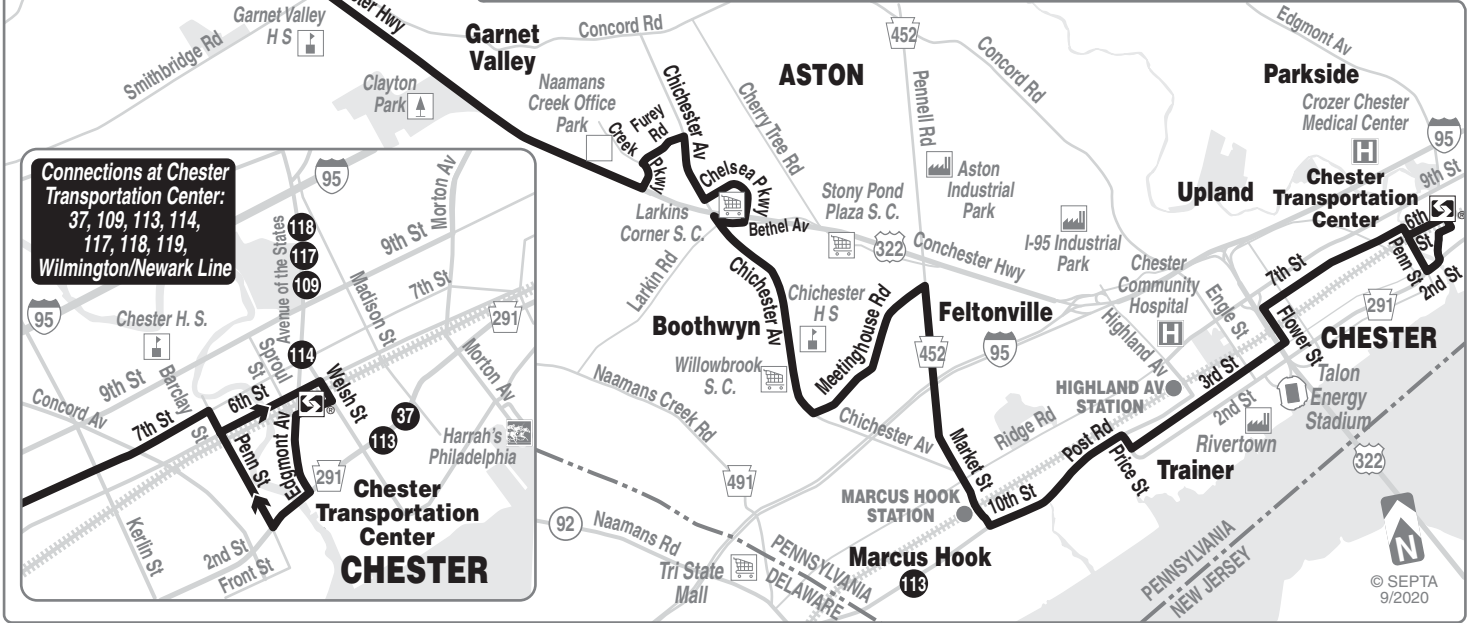 ter Hwy
Garnet Valley
H S
Smithbridge Rd
Clayton
Park
Garnet
Valley
Concord Rd
Naamans
Creek Office
Park
Creek
Pkwy
Furey
Rd
Chichester Av
Chelsea Pkwy
Larkins
Corner S. C.
Bethel Av
Cherry Tree Rd
ASTON
452
Pennell Rd
Concord Rd
Aston
Industrial
Park
Stony Pond
Plaza S. C.
322
Conchester Hwy
I-95 Industrial
Park
Edgmont Av
Parkside
Crozer Chester
Medical Center
H
95
9th St
Upland
Chester
Transportation
Center
6th
St
S
®
Penn St
2nd St
7th St
291
Flower St
CHESTER
Chester
Community
Hospital
H
Engle St
Highland Av
HIGHLAND AV
STATION
3rd St
2nd St
Talon
Energy
Stadium
Rivertown
322
Larkin Rd
Chichester Av
Boothwyn
Chichester
H S
Willowbrook
S. C.
Meetinghouse Rd
Feltonville
452
95
Naamans Creek Rd
Chichester Av
Ridge Rd
Post Rd
Price St
Trainer
Market St
10th St
491
MARCUS HOOK
STATION
Marcus Hook
113
92
Naamans Rd
Tri State
Mall
PENNSYLVANIA
DELAWARE
PENNSYLVANIA
NEW JERSEY
N
© SEPTA
9/2020
Connections at Chester
Transportation Center:
37, 109, 113, 114,
117, 118, 119,
Wilmington/Newark Line
95
Morton Av
118
117
109
Avenue of the States
9th St
Madison St
7th St
291
95
Chester H. S.
114
Sproul
St
Welsh St
Morton Av
9th St
Barclay
St
Concord Av
7th St
6th St
S
®
37
113
Harrah's
Philadelphia
Penn St
Edgmont Av
291
Chester
Transportation
Center
CHESTER
Kerlin St
2nd St
Front St